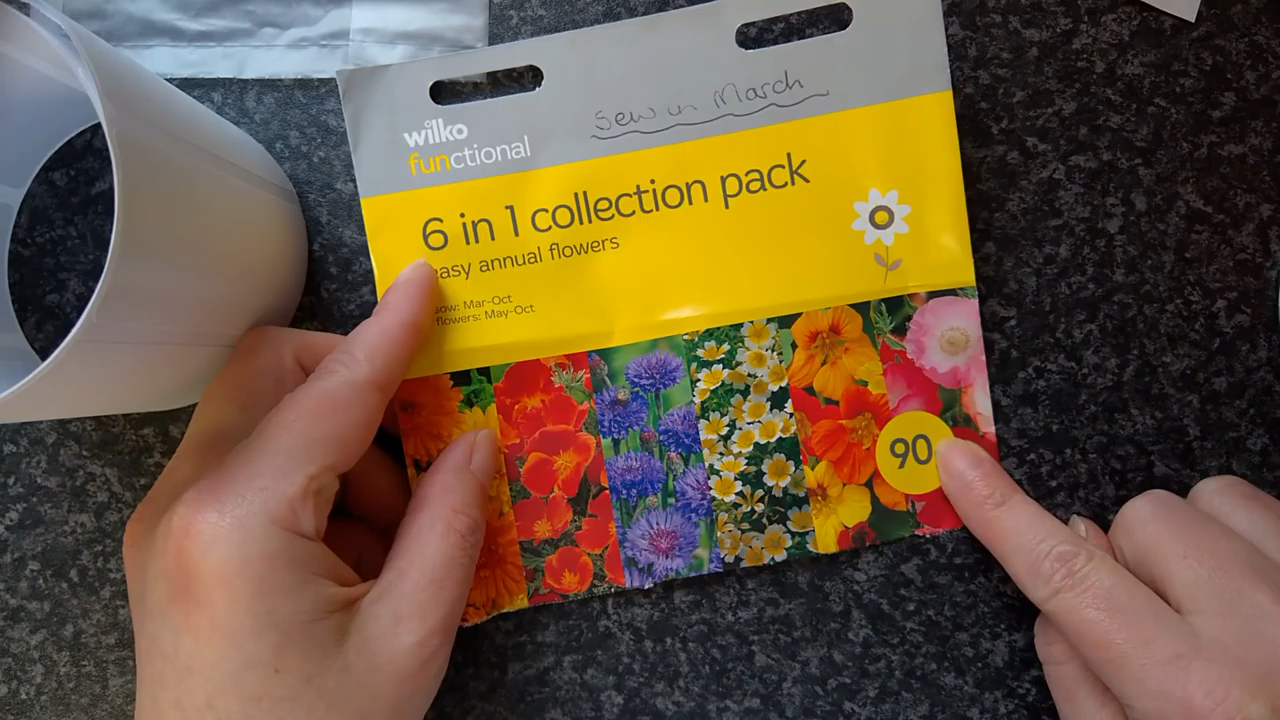 Sew in March
wilko
functional
6 in 1 collection pack
easy annual flowers
sow: Mar-Oct
flowers: May-Oct
90